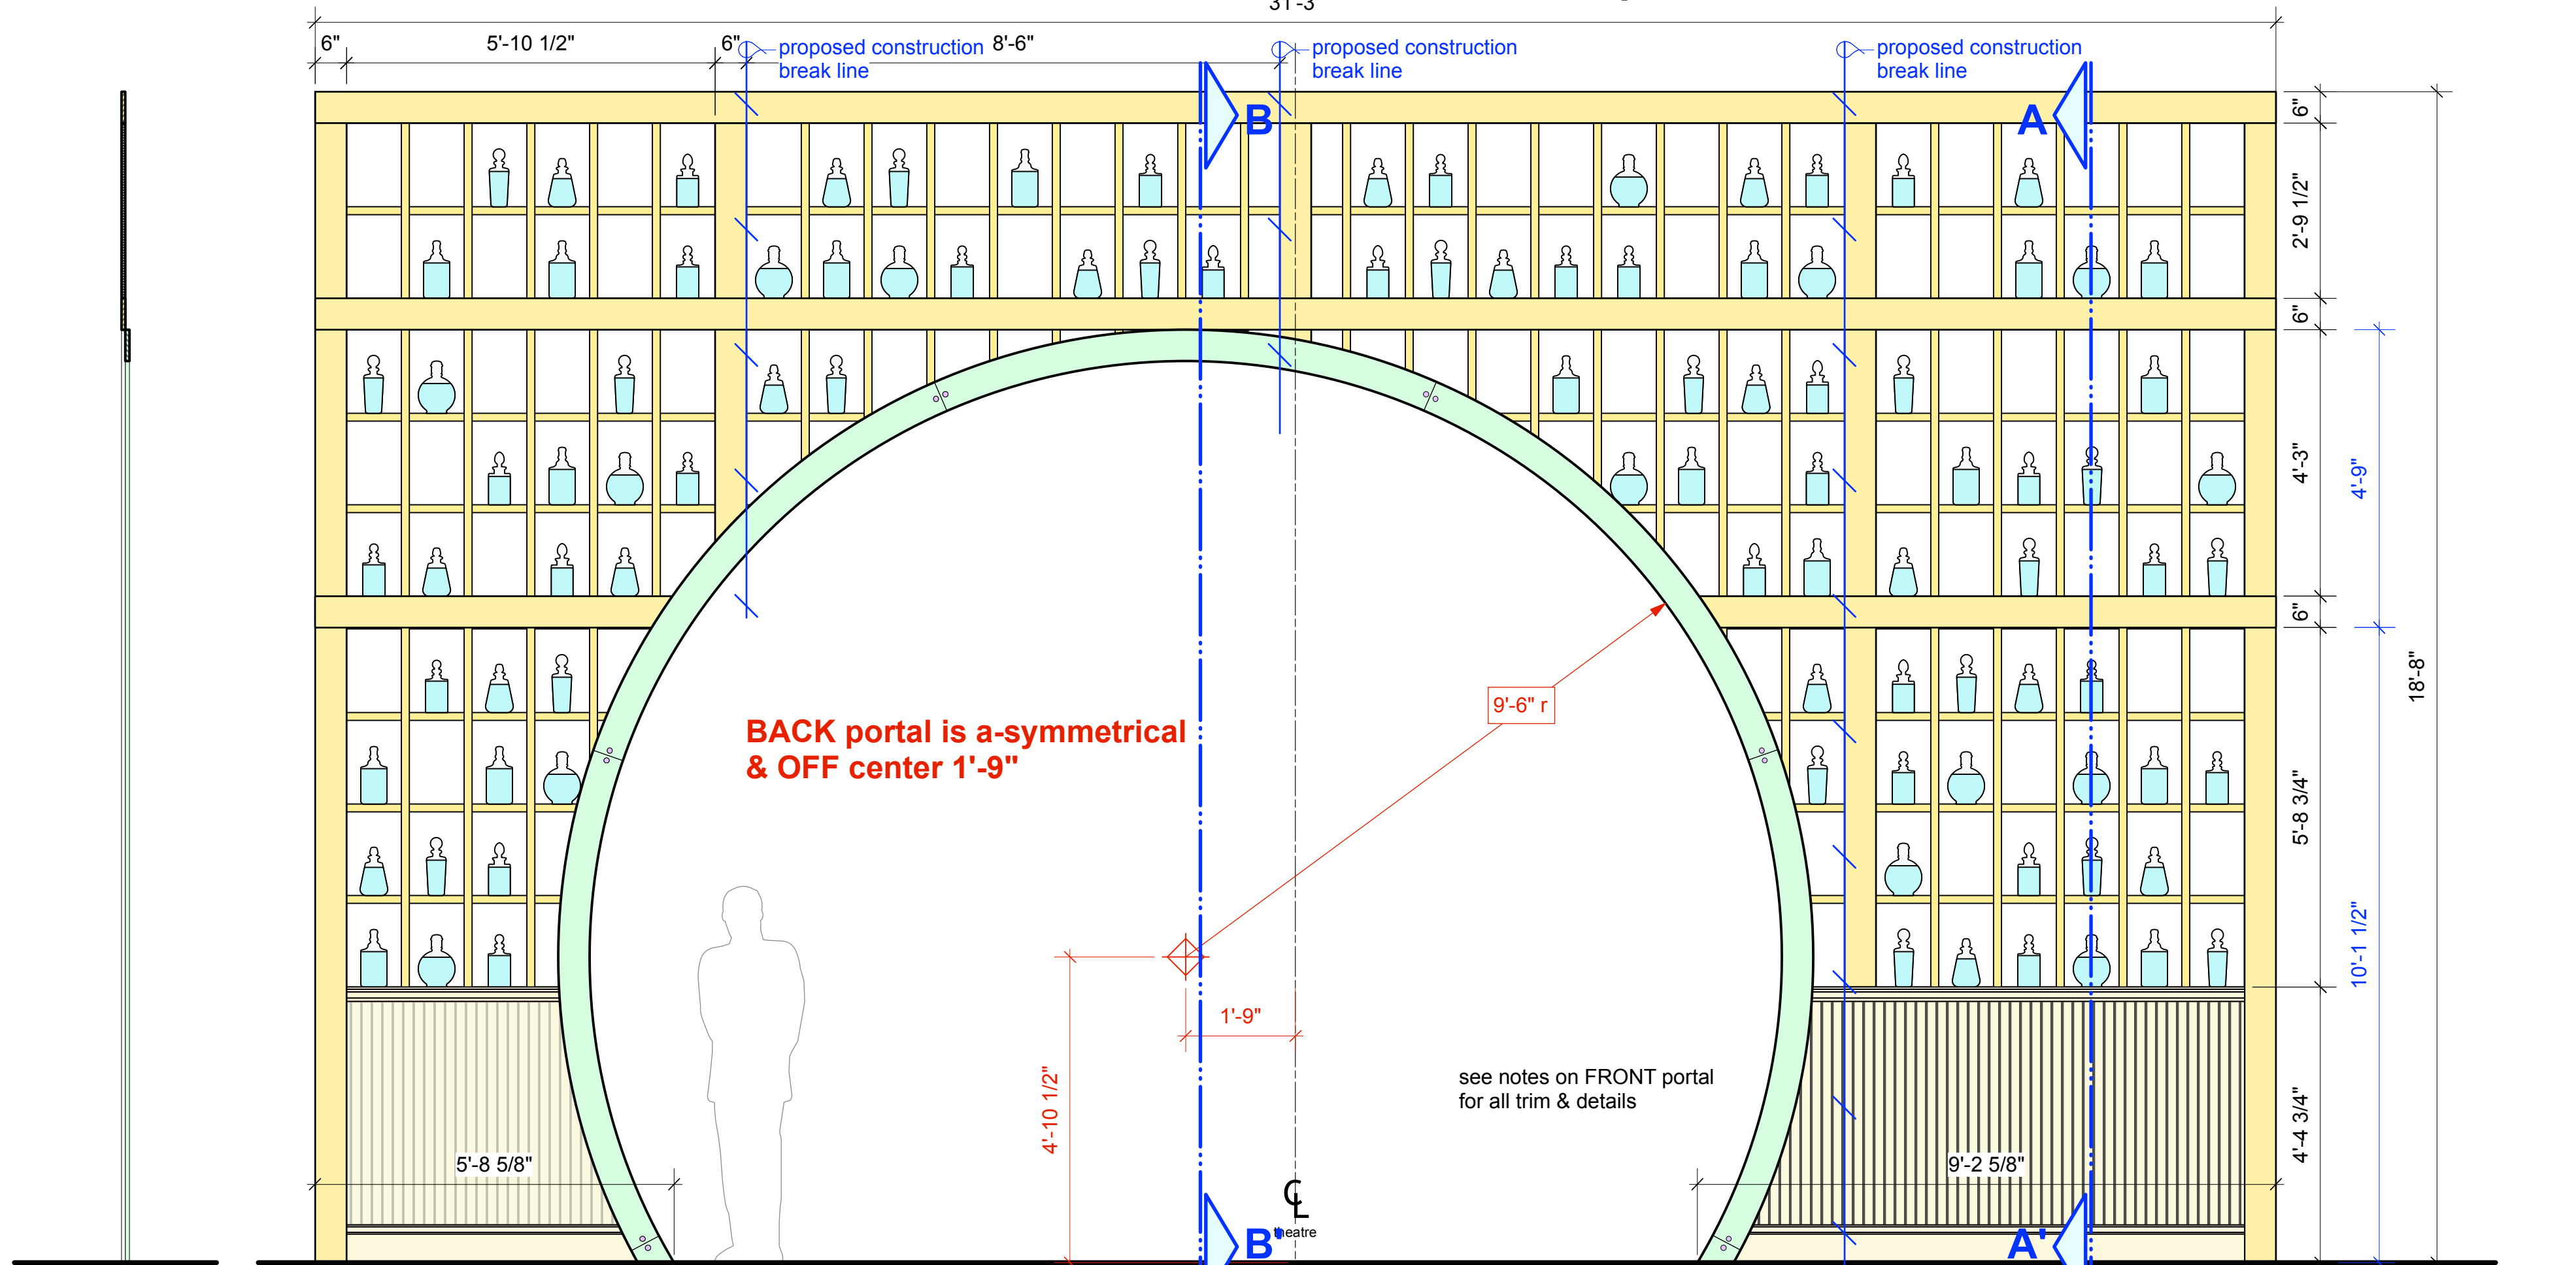 31'-3"
6"
5'-10 1/2"
6"
8'-6"
proposed construction
break line
proposed construction
break line
proposed construction
break line
B
A
6"
2'-9 1/2"
6"
4'-3"
4'-9"
6"
18'-8"
9'-6" r
BACK portal is a-symmetrical
& OFF center 1'-9"
5'-8 3/4"
10'-1 1/2"
1'-9"
4'-10 1/2"
see notes on FRONT portal
for all trim & details
4'-4 3/4"
5'-8 5/8"
9'-2 5/8"
CL
theatre
B'
A'